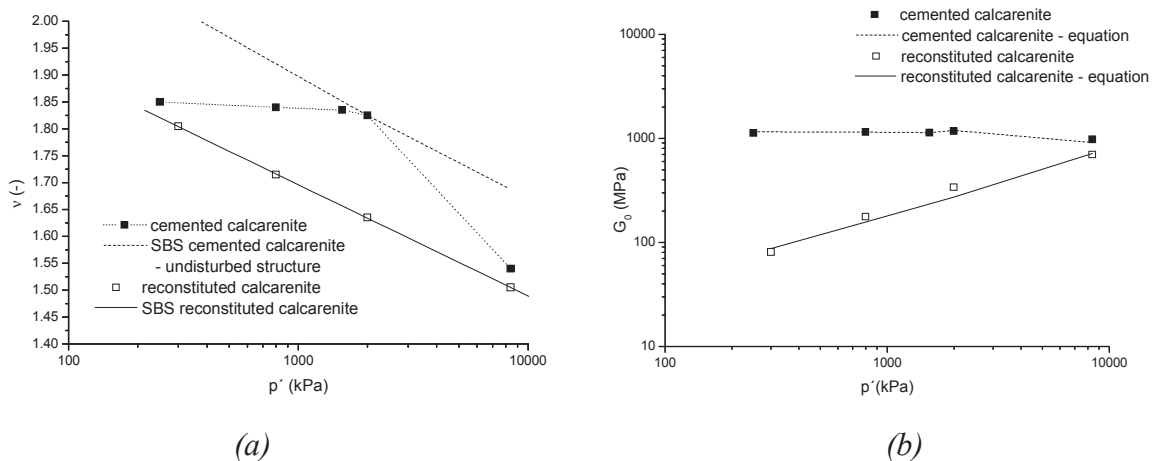 2.00
1.95
1.90
1.85
1.80
1.75
1.70
1.65
1.60
1.55
1.50
1.45
1.40
ν (-)
cemented calcarenite
SBS cemented calcarenite
- undisturbed structure
reconstituted calcarenite
SBS reconstituted calcarenite
100
1000
10000
p´ (kPa)
(a)
cemented calcarenite
cemented calcarenite - equation
reconstituted calcarenite
reconstituted calcarenite - equation
10000
1000
100
10
G0 (MPa)
100
1000
10000
p´(kPa)
(b)